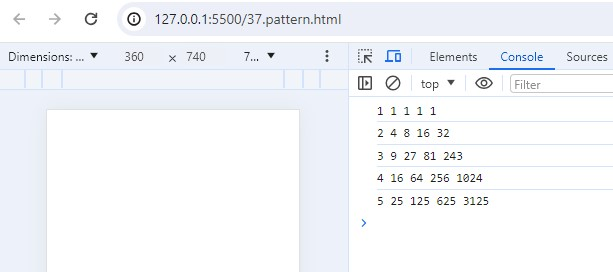 127.0.0.1:5500/37.pattern.html
Dimensions: ... 360 × 740 7...
Elements Console Sources
top Filter
1 1 1 1 1
2 4 8 16 32
3 9 27 81 243
4 16 64 256 1024
5 25 125 625 3125